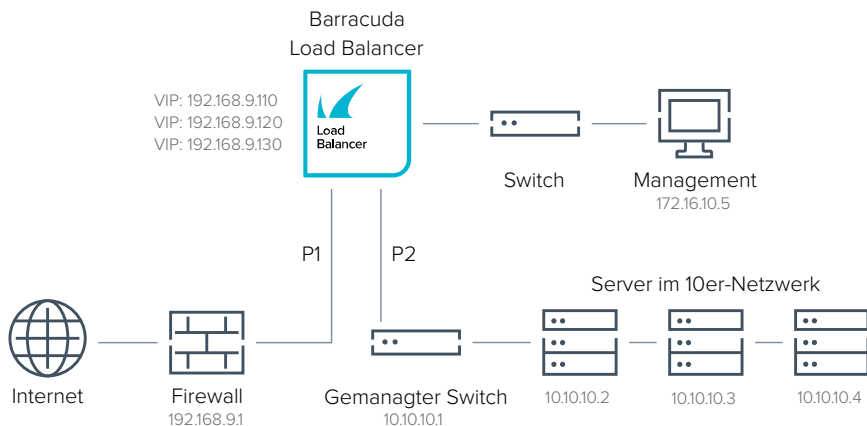 Barracuda
Load Balancer
VIP: 192.168.9.110
VIP: 192.168.9.120
VIP: 192.168.9.130
Load
Balancer
Switch
Management
172.16.10.5
P1
P2
Server im 10er-Netzwerk
Internet
Firewall
192.168.9.1
Gemanagter Switch
10.10.10.1
10.10.10.2
10.10.10.3
10.10.10.4